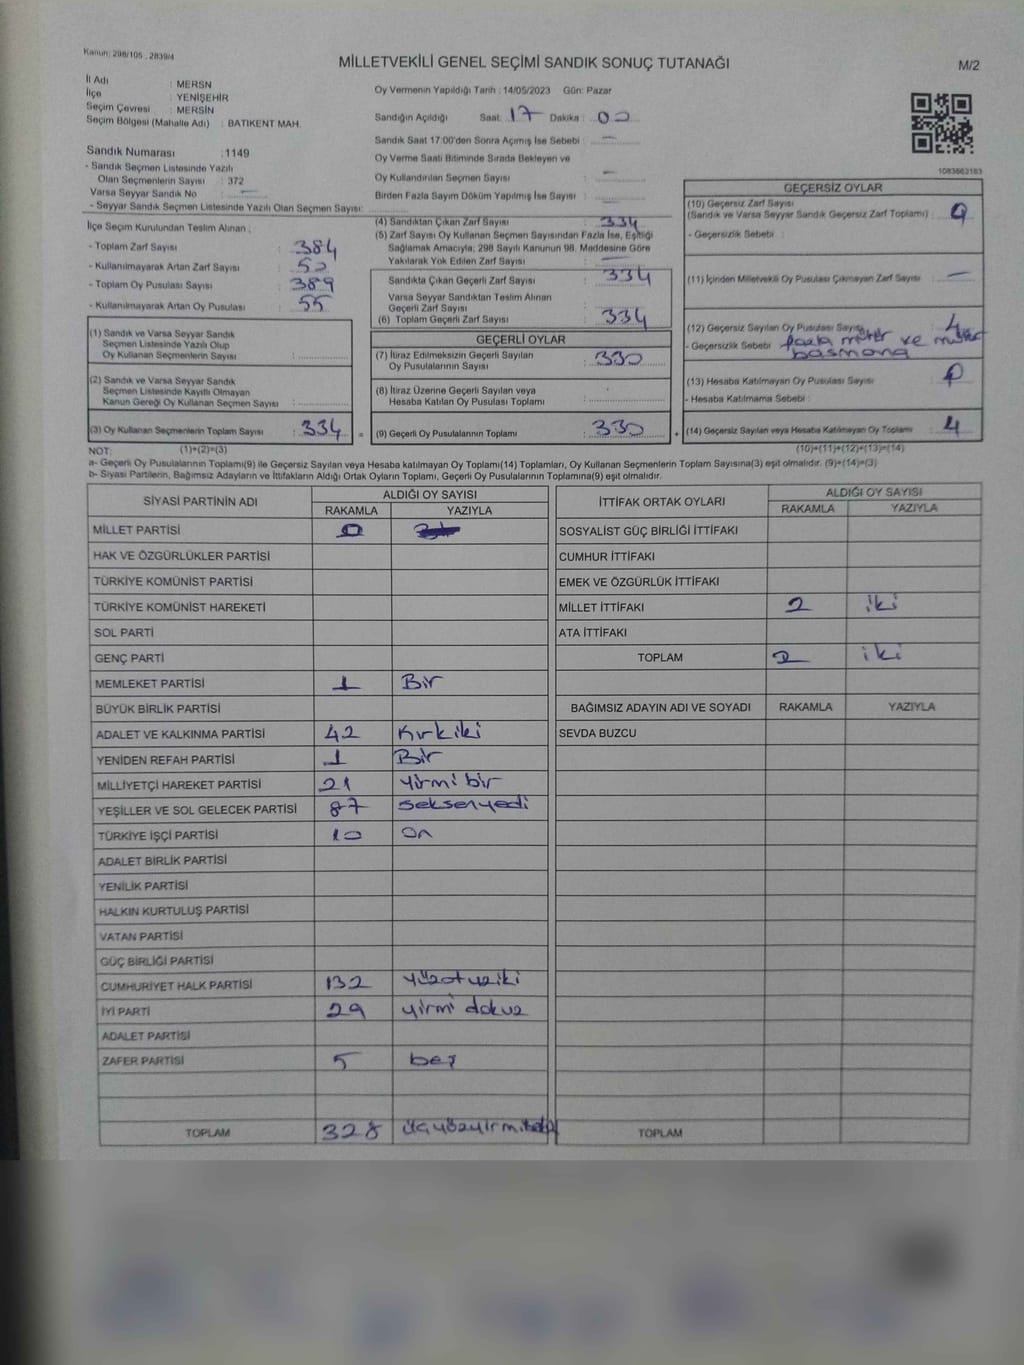 Kanun: 298/105 , 2839/4
MİLLETVEKİLİ GENEL SEÇİMİ SANDIK SONUÇ TUTANAĞI
M/2
İl Adı : MERSN
İlçe : YENİŞEHİR
Seçim Çevresi : MERSİN
Seçim Bölgesi (Mahalle Adı) : BATIKENT MAH.
Sandık Numarası : 1149
- Sandık Seçmen Listesinde Yazılı
Olan Seçmenlerin Sayısı : 372
Varsa Seyyar Sandık No : —
- Seyyar Sandık Seçmen Listesinde Yazılı Olan Seçmen Sayısı:
Oy Vermenin Yapıldığı Tarih : 14/05/2023 Gün: Pazar
Sandığın Açıldığı Saat: 17 Dakika : 00
Sandık Saat 17:00'den Sonra Açımış İse Sebebi : —
Oy Verme Saati Bitiminde Sırada Bekleyen ve
Oy Kullandırılan Seçmen Sayısı : —
Birden Fazla Sayım Döküm Yapılmış İse Sayısı : —
1083663183
İlçe Seçim Kurulundan Teslim Alınan :
- Toplam Zarf Sayısı : 384
- Kullanılmayarak Artan Zarf Sayısı : 50
- Toplam Oy Pusulası Sayısı : 389
- Kullanılmayarak Artan Oy Pusulası : 55
(4) Sandıktan Çıkan Zarf Sayısı : 334
(5) Zarf Sayısı Oy Kullanan Seçmen Sayısından Fazla İse, Eşitliği
Sağlamak Amacıyla; 298 Sayılı Kanunun 98. Maddesine Göre
Yakılarak Yok Edilen Zarf Sayısı : —
Sandıkta Çıkan Geçerli Zarf Sayısı : 334
Varsa Seyyar Sandıktan Teslim Alınan
Geçerli Zarf Sayısı :
(6) Toplam Geçerli Zarf Sayısı : 334
GEÇERSİZ OYLAR
(10) Geçersiz Zarf Sayısı
(Sandık ve Varsa Seyyar Sandık Geçersiz Zarf Toplamı) : 0
- Geçersizlik Sebebi :
(11) İçinden Milletvekili Oy Pusulası Çıkmayan Zarf Sayısı : —
(12) Geçersiz Sayılan Oy Pusulası Sayısı : 4
- Geçersizlik Sebebi : fazla mühür ve mühür
basmama
(13) Hesaba Katılmayan Oy Pusulası Sayısı : 0
- Hesaba Katılmama Sebebi :
(14) Geçersiz Sayılan veya Hesaba Katılmayan Oy Toplamı : 4
(10)+(11)+(12)+(13)=(14)
(1) Sandık ve Varsa Seyyar Sandık
Seçmen Listesinde Yazılı Olup
Oy Kullanan Seçmenlerin Sayısı :
(2) Sandık ve Varsa Seyyar Sandık
Seçmen Listesinde Kayıtlı Olmayan
Kanun Gereği Oy Kullanan Seçmen Sayısı :
(3) Oy Kullanan Seçmenlerin Toplam Sayısı : 334 =
GEÇERLİ OYLAR
(7) İtiraz Edilmeksizin Geçerli Sayılan
Oy Pusulalarının Sayısı : 330
(8) İtiraz Üzerine Geçerli Sayılan veya
Hesaba Katılan Oy Pusulası Toplamı :
(9) Geçerli Oy Pusulalarının Toplamı : 330 +
NOT: (1)+(2)=(3)
a- Geçerli Oy Pusulalarının Toplamı(9) ile Geçersiz Sayılan veya Hesaba katılmayan Oy Toplamı(14) Toplamları, Oy Kullanan Seçmenlerin Toplam Sayısına(3) eşit olmalıdır. (9)+(14)=(3)
b- Siyasi Partilerin, Bağımsız Adayların ve İttifakların Aldığı Oyların Toplamı, Geçerli Oy Pusulalarının Toplamına(9) eşit olmalıdır.
SİYASİ PARTİNİN ADI ALDIĞI OY SAYISI
RAKAMLA YAZIYLA
MİLLET PARTİSİ 0
HAK VE ÖZGÜRLÜKLER PARTİSİ
TÜRKİYE KOMÜNİST PARTİSİ
TÜRKİYE KOMÜNİST HAREKETİ
SOL PARTİ
GENÇ PARTİ
MEMLEKET PARTİSİ 1 Bir
BÜYÜK BİRLİK PARTİSİ
ADALET VE KALKINMA PARTİSİ 42 Kırkiki
YENİDEN REFAH PARTİSİ 1 Bir
MİLLİYETÇİ HAREKET PARTİSİ 21 yirmi bir
YEŞİLLER VE SOL GELECEK PARTİSİ 87 seksenyedi
TÜRKİYE İŞÇİ PARTİSİ 10 on
ADALET BİRLİK PARTİSİ
YENİLİK PARTİSİ
HALKIN KURTULUŞ PARTİSİ
VATAN PARTİSİ
GÜÇ BİRLİĞİ PARTİSİ
CUMHURİYET HALK PARTİSİ 132 yüzotuziki
İYİ PARTİ 29 yirmi dokuz
ADALET PARTİSİ
ZAFER PARTİSİ 5 beş
TOPLAM 328 üçyüzyirmisekiz
İTTİFAK ORTAK OYLARI ALDIĞI OY SAYISI
RAKAMLA YAZIYLA
SOSYALİST GÜÇ BİRLİĞİ İTTİFAKI
CUMHUR İTTİFAKI
EMEK VE ÖZGÜRLÜK İTTİFAKI
MİLLET İTTİFAKI 2 iki
ATA İTTİFAKI
TOPLAM 2 iki
BAĞIMSIZ ADAYIN ADI VE SOYADI RAKAMLA YAZIYLA
SEVDA BUZCU
TOPLAM